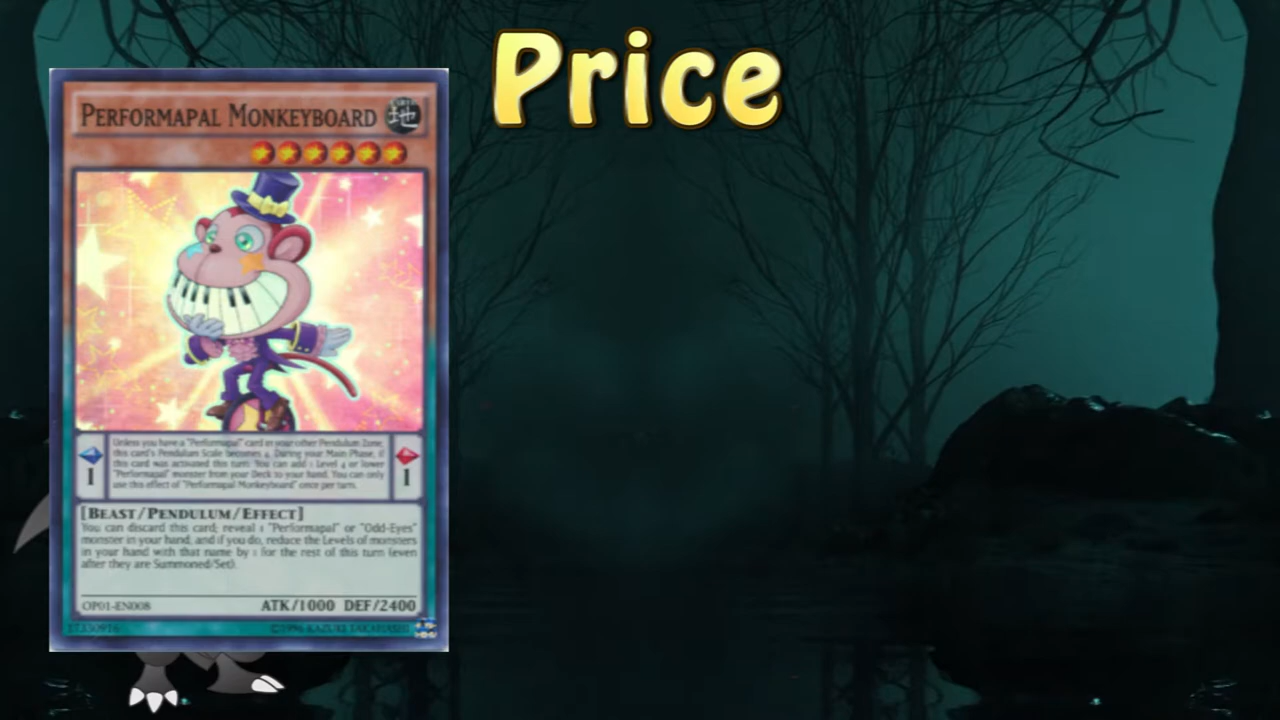 Price
PERFORMAPAL MONKEYBOARD
EARTH 地
Unless you have a "Performapal" card in your other Pendulum Zone,
this card's Pendulum Scale becomes 4. During your Main Phase, if
this card was activated this turn: You can add 1 Level 4 or lower
"Performapal" monster from your Deck to your hand. You can only
use this effect of "Performapal Monkeyboard" once per turn.
1 1
[BEAST/PENDULUM/EFFECT]
You can discard this card; reveal 1 "Performapal" or "Odd-Eyes"
monster in your hand, and if you do, reduce the Levels of monsters
in your hand with that name by 1 for the rest of this turn (even
after they are Summoned/Set).
OP01-EN008 ATK/1000 DEF/2400
©1996 KAZUKI TAKAHASHI